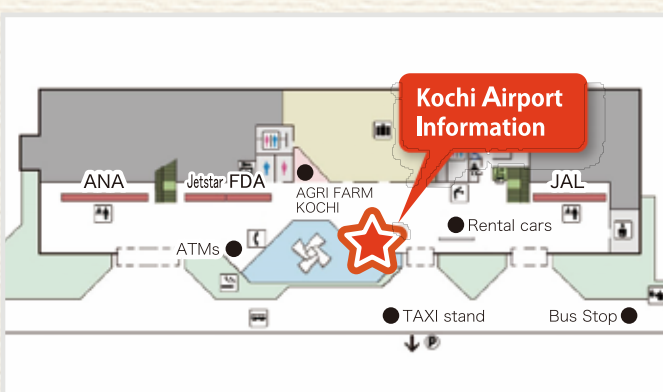 Kochi Airport
Information
ANA
Jetstar FDA
JAL
AGRI FARM
KOCHI
Rental cars
ATMs
TAXI stand
Bus Stop
P